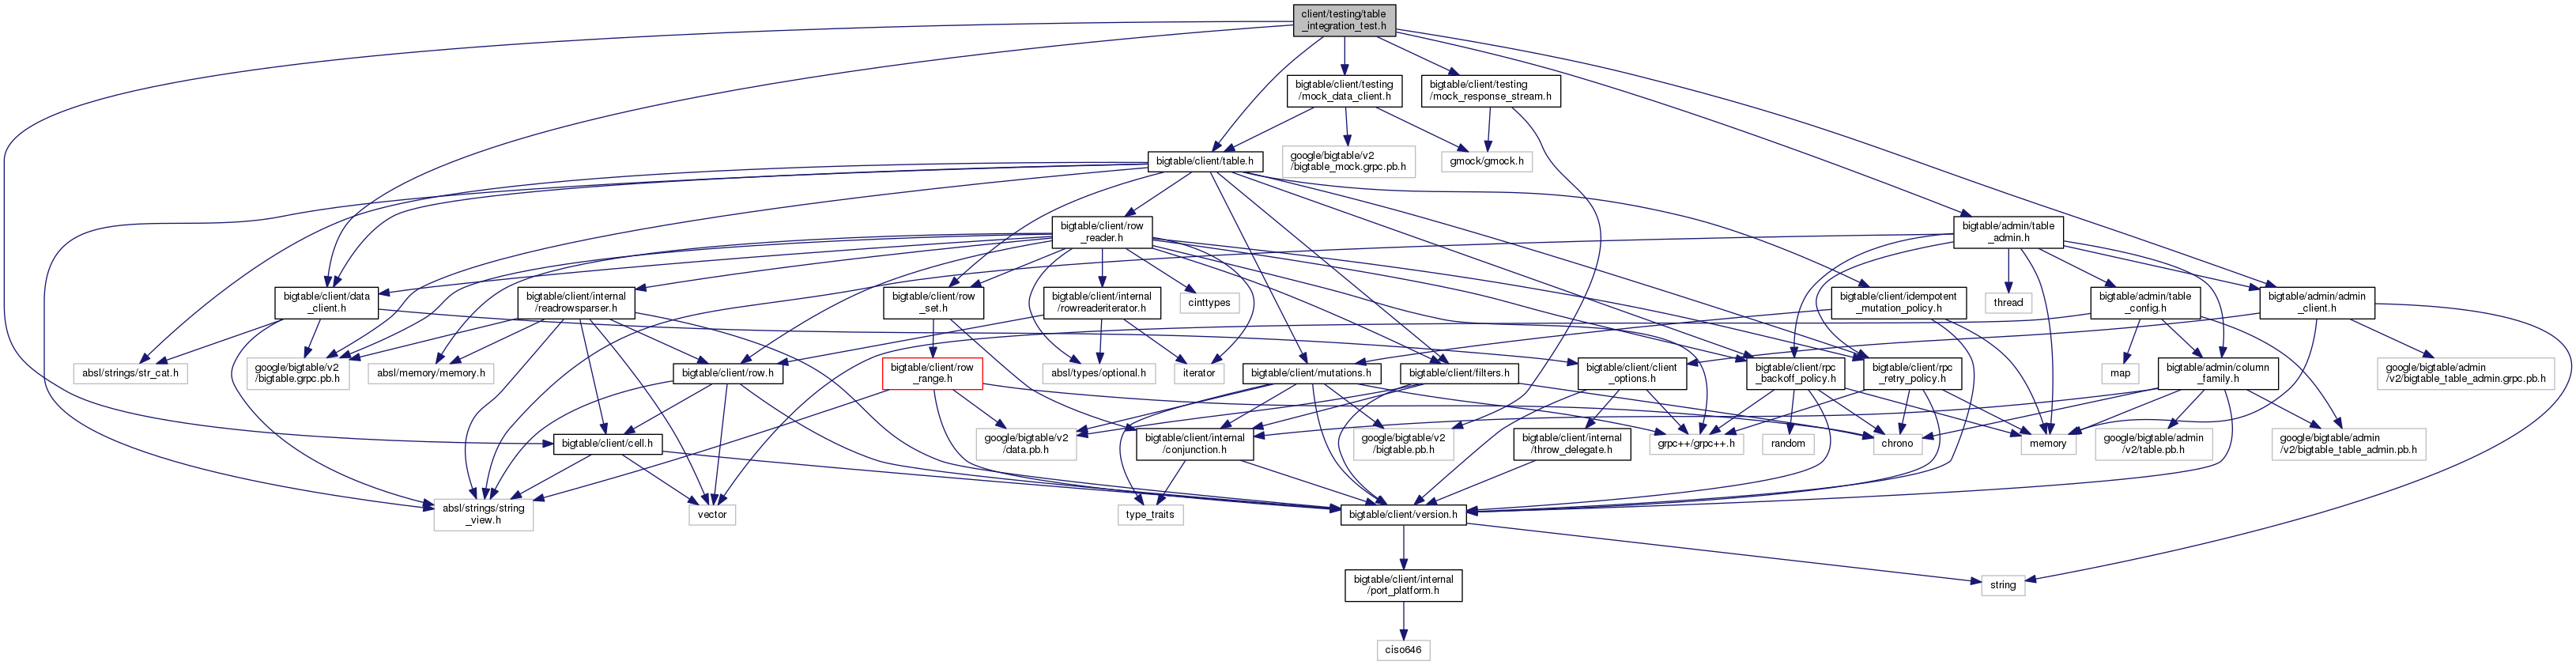 client/testing/table
_integration_test.h
bigtable/client/testing
/mock_data_client.h
bigtable/client/testing
/mock_response_stream.h
bigtable/client/table.h
google/bigtable/v2
/bigtable_mock.grpc.pb.h
gmock/gmock.h
bigtable/client/row
_reader.h
bigtable/admin/table
_admin.h
bigtable/client/data
_client.h
bigtable/client/internal
/readrowsparser.h
bigtable/client/row
_set.h
bigtable/client/internal
/rowreaderiterator.h
cinttypes
bigtable/client/idempotent
_mutation_policy.h
thread
bigtable/admin/table
_config.h
bigtable/admin/admin
_client.h
absl/strings/str_cat.h
google/bigtable/v2
/bigtable.grpc.pb.h
absl/memory/memory.h
bigtable/client/row.h
bigtable/client/row
_range.h
absl/types/optional.h
iterator
bigtable/client/mutations.h
bigtable/client/filters.h
bigtable/client/client
_options.h
bigtable/client/rpc
_backoff_policy.h
bigtable/client/rpc
_retry_policy.h
map
bigtable/admin/column
_family.h
google/bigtable/admin
/v2/bigtable_table_admin.grpc.pb.h
bigtable/client/cell.h
google/bigtable/v2
/data.pb.h
bigtable/client/internal
/conjunction.h
google/bigtable/v2
/bigtable.pb.h
bigtable/client/internal
/throw_delegate.h
grpc++/grpc++.h
random
chrono
memory
google/bigtable/admin
/v2/table.pb.h
google/bigtable/admin
/v2/bigtable_table_admin.pb.h
absl/strings/string
_view.h
vector
type_traits
bigtable/client/version.h
bigtable/client/internal
/port_platform.h
string
ciso646